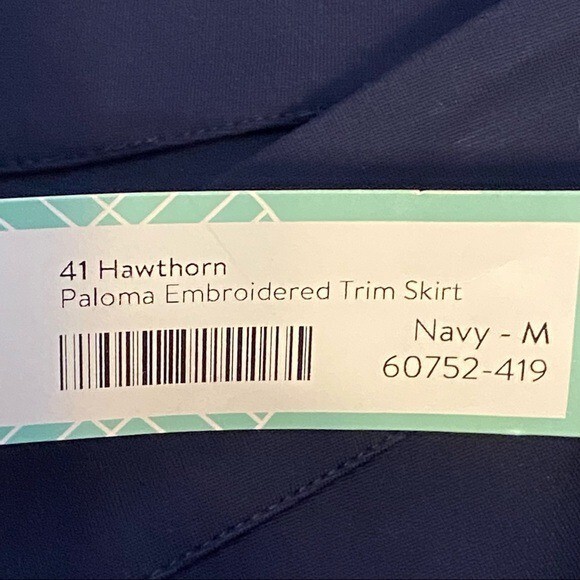 41 Hawthorn
Paloma Embroidered Trim Skirt
Navy - M
60752-419